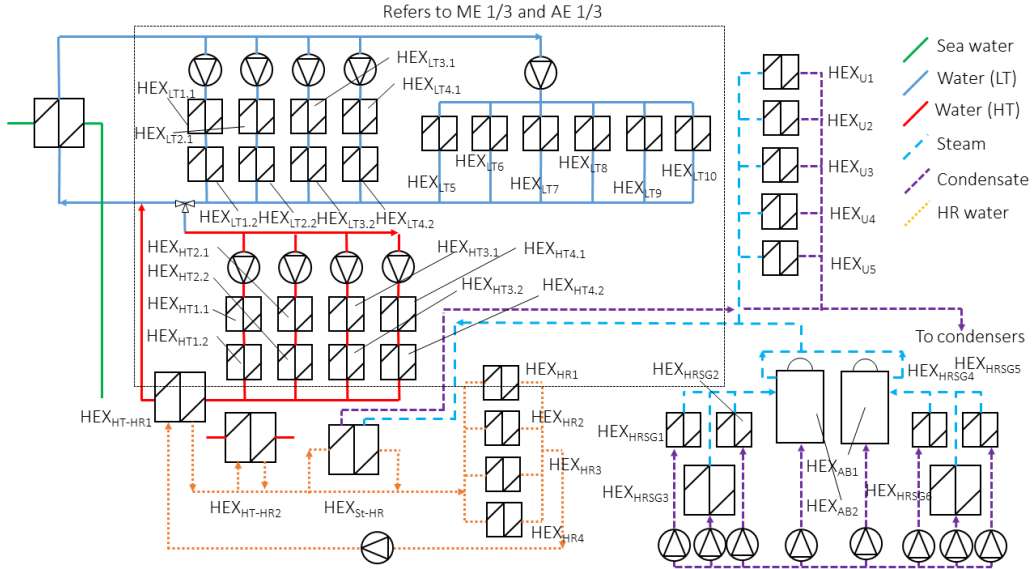 Refers to ME 1/3 and AE 1/3
Sea water
Water (LT)
Water (HT)
Steam
Condensate
HR water
HEXLT3.1
HEXLT1.1
HEXLT4.1
HEXLT2.1
HEXLT6
HEXLT8
HEXLT10
HEXLT5
HEXLT7
HEXLT9
HEXLT1.2
HEXLT2.2
HEXLT3.2
HEXLT4.2
HEXU1
HEXU2
HEXU3
HEXU4
HEXU5
HEXHT2.1
HEXHT2.2
HEXHT1.1
HEXHT1.2
HEXHT3.1
HEXHT4.1
HEXHT3.2
HEXHT4.2
To condensers
HEXHT-HR1
HEXHT-HR2
HEXSt-HR
HEXHR1
HEXHR2
HEXHR3
HEXHR4
HEXHRSG2
HEXHRSG1
HEXHRSG3
HEXHRSG4
HEXHRSG5
HEXAB1
HEXAB2
HEXHRSG6